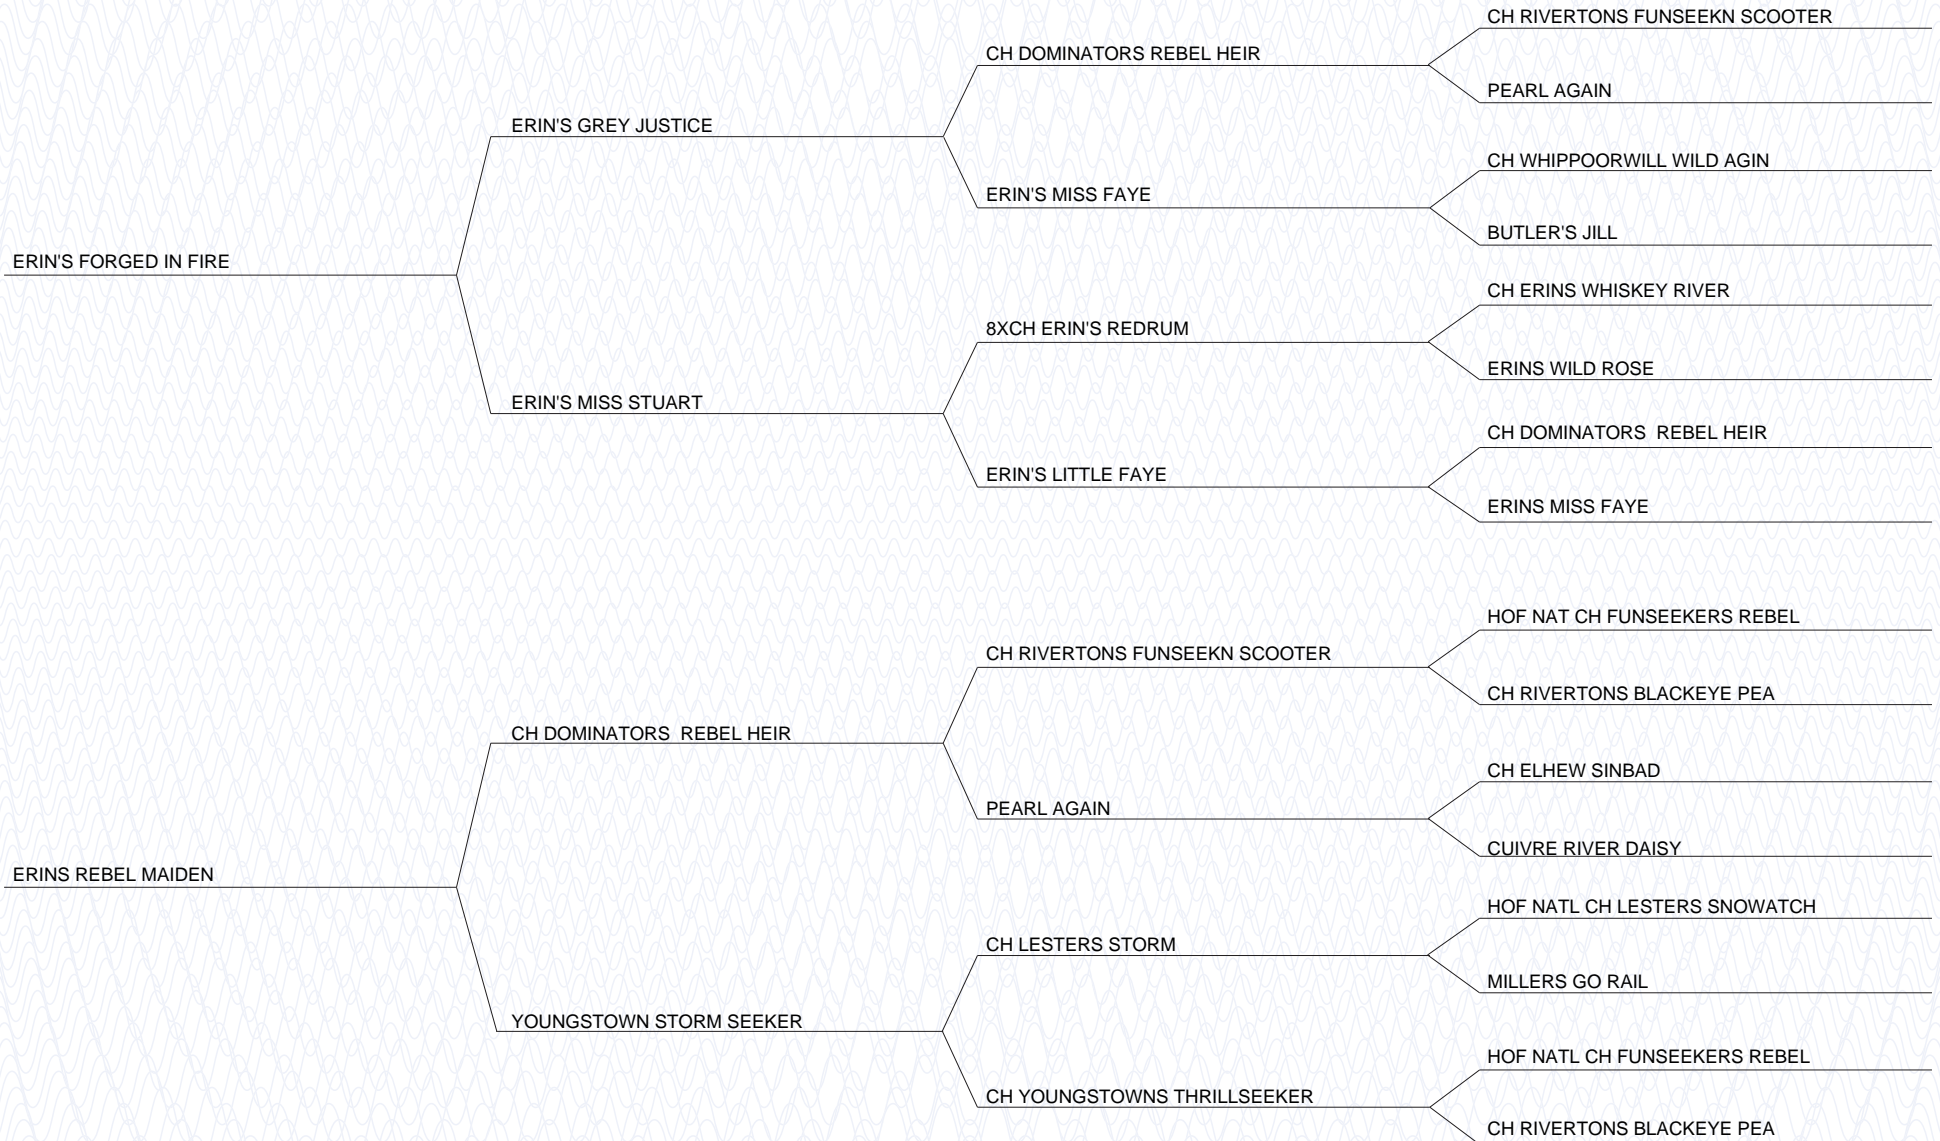 CH RIVERTONS FUNSEEKN SCOOTER
CH DOMINATORS REBEL HEIR
PEARL AGAIN
ERIN'S GREY JUSTICE
CH WHIPPOORWILL WILD AGIN
ERIN'S MISS FAYE
BUTLER'S JILL
ERIN'S FORGED IN FIRE
CH ERINS WHISKEY RIVER
8XCH ERIN'S REDRUM
ERINS WILD ROSE
ERIN'S MISS STUART
CH DOMINATORS  REBEL HEIR
ERIN'S LITTLE FAYE
ERINS MISS FAYE
HOF NAT CH FUNSEEKERS REBEL
CH RIVERTONS FUNSEEKN SCOOTER
CH RIVERTONS BLACKEYE PEA
CH DOMINATORS  REBEL HEIR
CH ELHEW SINBAD
PEARL AGAIN
CUIVRE RIVER DAISY
ERINS REBEL MAIDEN
HOF NATL CH LESTERS SNOWATCH
CH LESTERS STORM
MILLERS GO RAIL
YOUNGSTOWN STORM SEEKER
HOF NATL CH FUNSEEKERS REBEL
CH YOUNGSTOWNS THRILLSEEKER
CH RIVERTONS BLACKEYE PEA